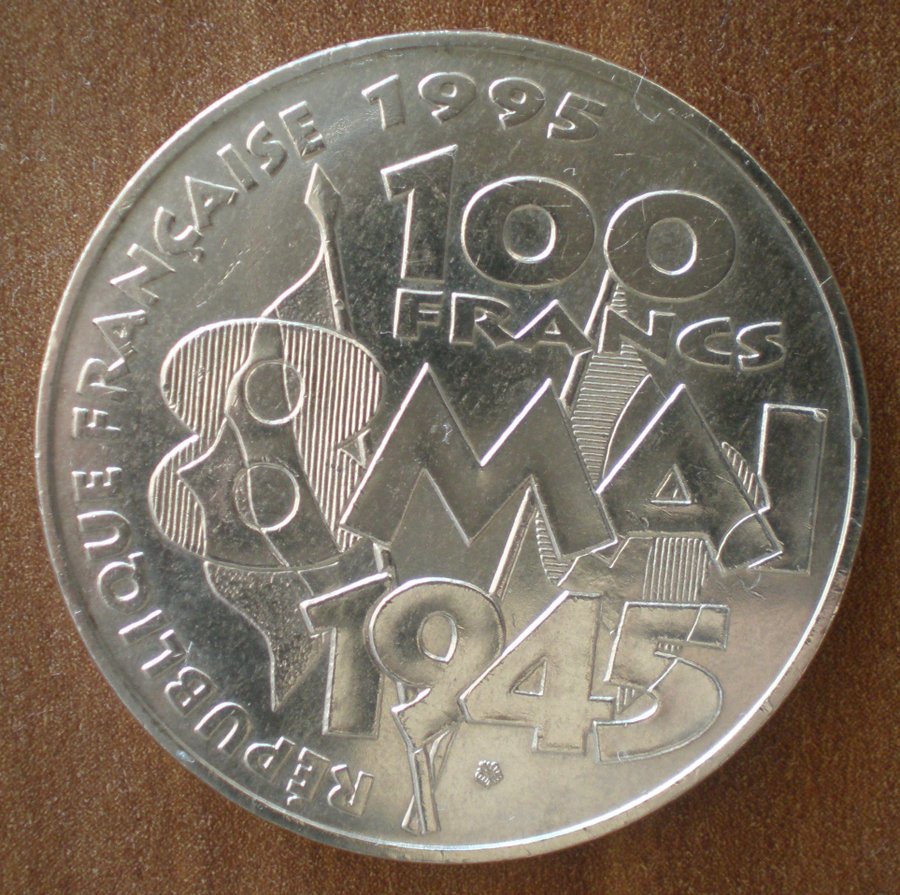 RÉPUBLIQUE FRANÇAISE 1995
100
FRANCS
8 MAI
1945